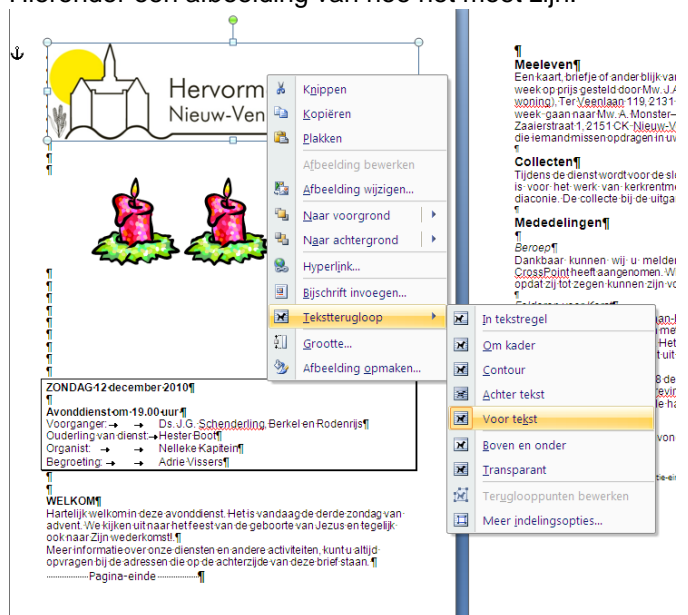 Hieronder een afbeelding van hoe het moet zijn.
Hervorm
Nieuw-Ven
ZONDAG 12 december 2010¶
¶
Avonddienst om 19.00 uur¶
Voorganger: → → Ds. J.G. Schenderling, Berkel en Rodenrijs¶
Ouderling van dienst: → Hester Boot¶
Organist: → → Nelleke Kapitein¶
Begroeting: → → Adrie Vissers¶
¶
¶
WELKOM¶
Hartelijk welkom in deze avonddienst. Het is vandaag de derde zondag van
advent. We kijken uit naar het feest van de geboorte van Jezus en tegelijk
ook naar Zijn wederkomst!.¶
Meer informatie over onze diensten en andere activiteiten, kunt u altijd
opvragen bij de adressen die op de achterzijde van deze brief staan. ¶
Pagina-einde ¶
Knippen
Kopiëren
Plakken
Afbeelding bewerken
Afbeelding wijzigen...
Naar voorgrond
Naar achtergrond
Hyperlink...
Bijschrift invoegen...
Tekstterugloop
Grootte...
Afbeelding opmaken...
In tekstregel
Om kader
Contour
Achter tekst
Voor tekst
Boven en onder
Transparant
Terugloop­punten bewerken
Meer indelingsopties...
¶
Meeleven¶
Een kaart, briefje of ander blijk van
week op prijs gesteld door Mw. J.A
woning), Ter Veenlaan 119, 2131
week gaan naar Mw. A. Monster–
Zaaierstraat 1, 2151 CK Nieuw-V
die iemand missen opdragen in uw
¶
Collecten¶
Tijdens de dienst wordt voor de slo
is voor het werk van kerkrentme
diaconie. De collecte bij de uitga
¶
Mededelingen¶
¶
Beroep¶
Dankbaar kunnen wij u melden
CrossPoint heeft aangenomen. Wi
opdat zij tot zegen kunnen zijn vo
¶